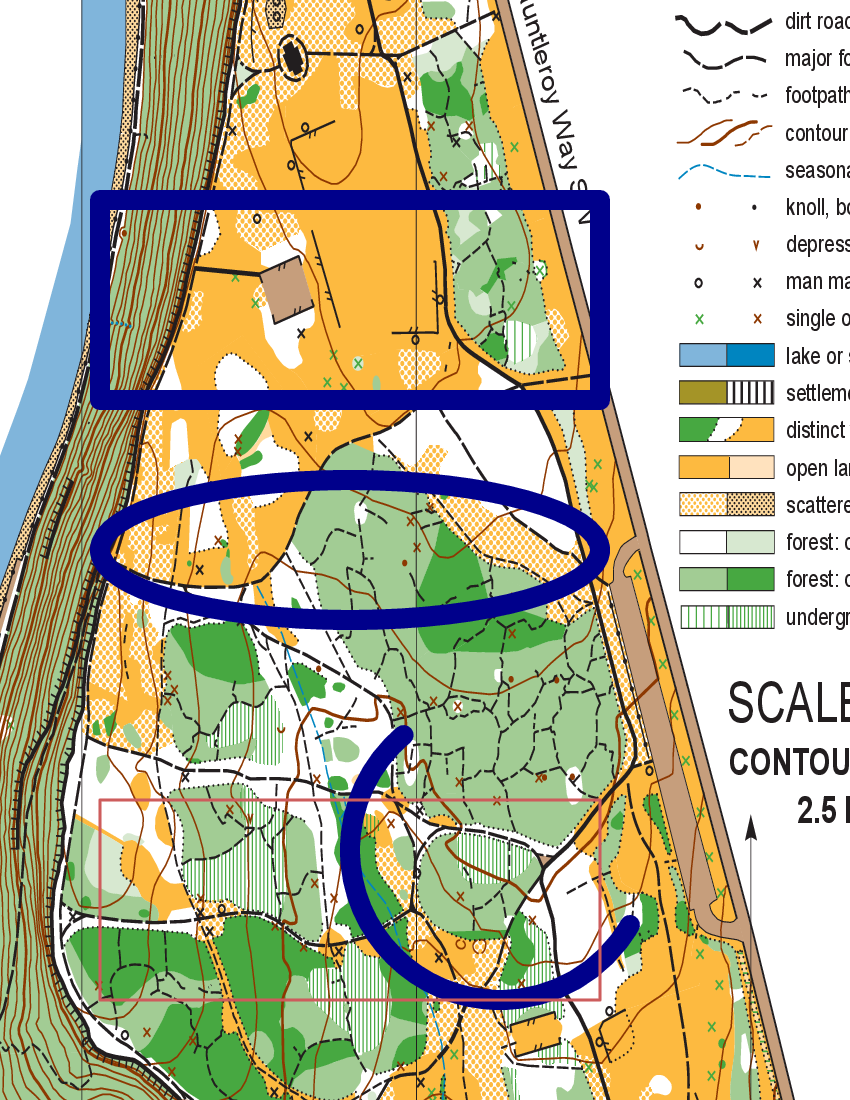 dirt road
major fo
footpath
contour
seasona
knoll, bo
depress
man ma
single o
lake or s
settleme
distinct
open lar
scattere
forest: c
forest: c
undergr
untleroy Way S
SCALE
CONTOU
2.5